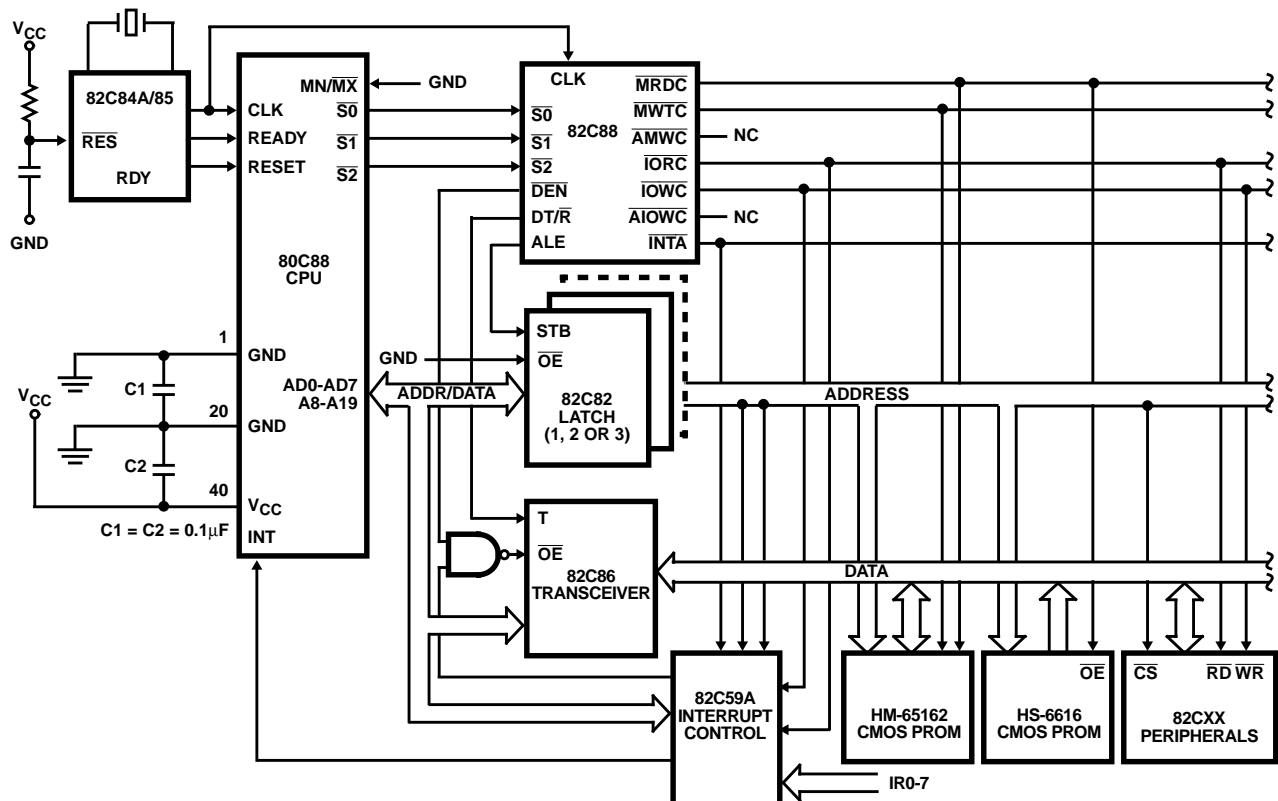 VCC
82C84A/85
RES
RDY
GND
MN/MX
GND
CLK
READY
RESET
S0
S1
S2
80C88
CPU
1
GND
C1
AD0-AD7
A8-A19
VCC
20
GND
C2
40
VCC
C1 = C2 = 0.1µF
INT
CLK
82C88
S0
S1
S2
DEN
DT/R
ALE
MRDC
MWTC
AMWC
NC
IORC
IOWC
AIOWC
NC
INTA
STB
GND
OE
ADDR/DATA
82C82
LATCH
(1, 2 OR 3)
ADDRESS
T
OE
82C86
TRANSCEIVER
DATA
82C59A
INTERRUPT
CONTROL
IR0-7
HM-65162
CMOS PROM
OE
HS-6616
CMOS PROM
CS
RD WR
82CXX
PERIPHERALS